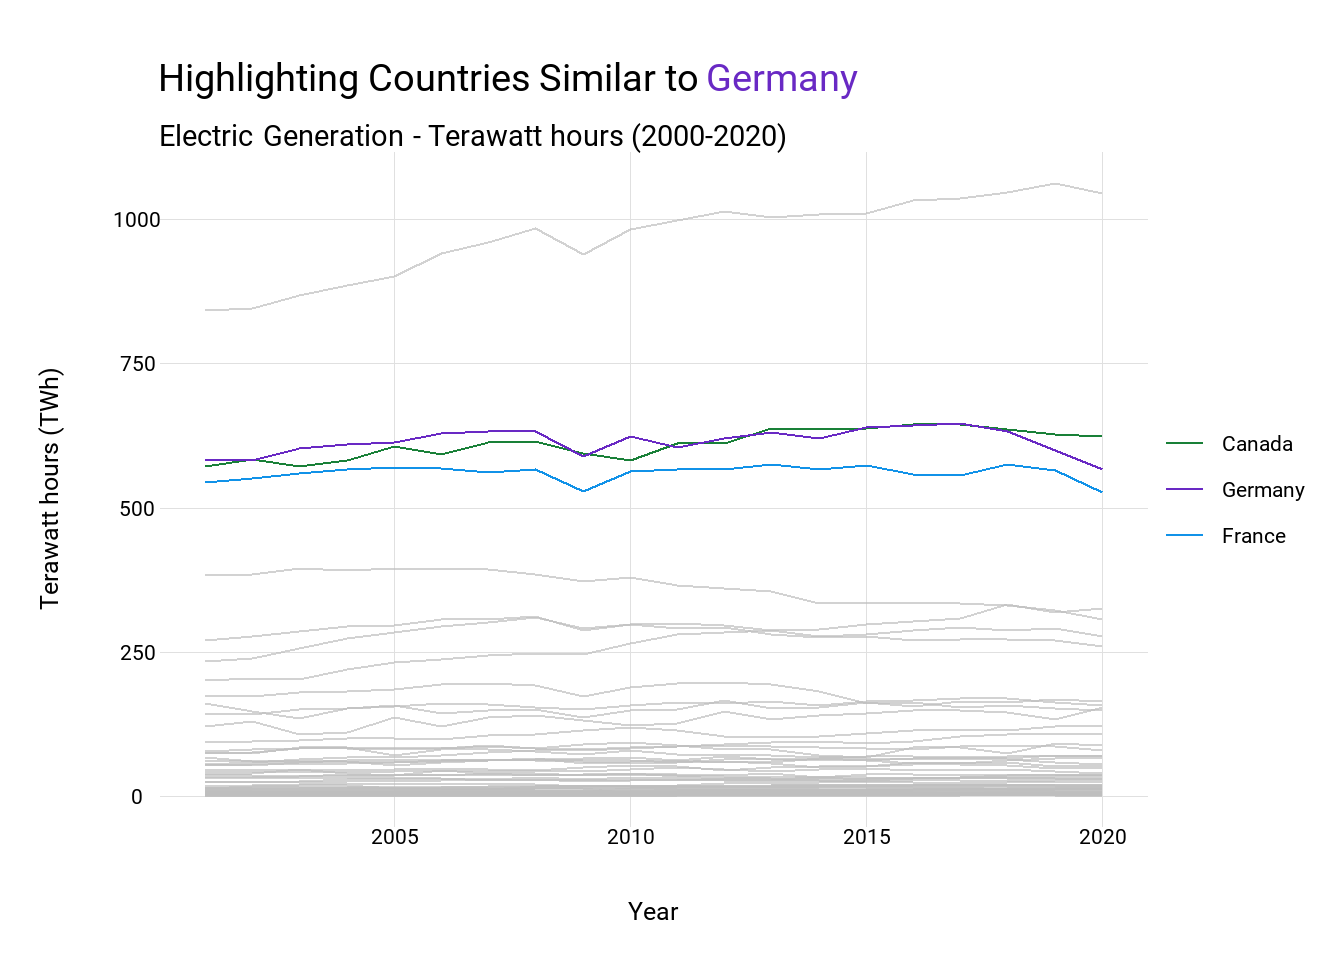 Highlighting Countries Similar to Germany
Electric Generation - Terawatt hours (2000-2020)
Terawatt hours (TWh)
1000
750
500
250
0
2005 2010 2015 2020
Year
Canada
Germany
France